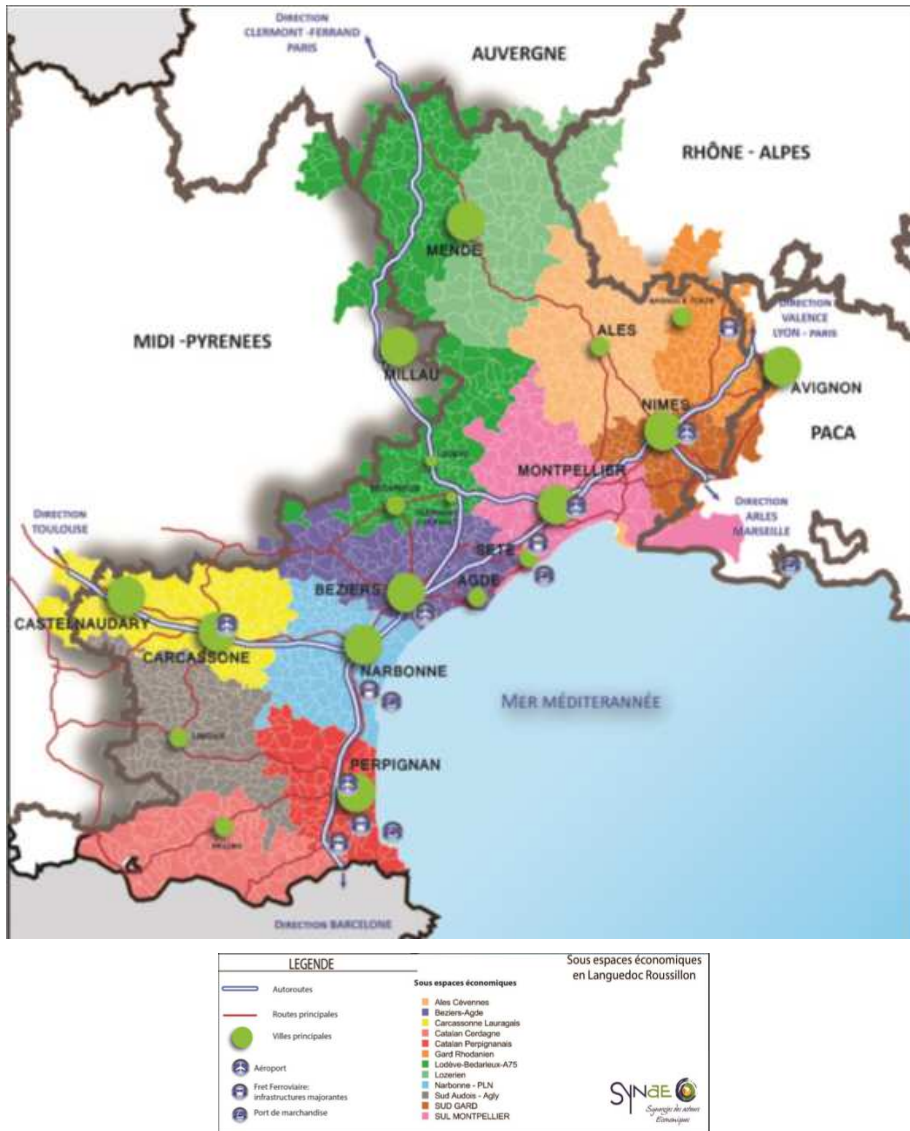 DIRECTION
CLERMONT -FERRAND
PARIS
AUVERGNE
RHÔNE - ALPES
MENDE
DIRECTION
VALENCE
LYON - PARIS
MIDI -PYRENEES
ALES
MILLAU
AVIGNON
NIMES
PACA
MONTPELLIER
DIRECTION
TOULOUSE
DIRECTION
ARLES
MARSEILLE
SETE
BEZIERS
AGDE
CASTELNAUDARY
CARCASSONE
NARBONNE
MER MÉDITERANNÉE
PERPIGNAN
DIRECTION BARCELONE
LEGENDE
Autoroutes
Routes principales
Villes principales
Aéroport
Fret Ferroviaire:
infrastructures majorantes
Port de marchandise
Sous espaces économiques
Ales Cévennes
Beziers-Agde
Carcassonne Lauragais
Catalan Cerdagne
Catalan Perpignanais
Gard Rhodanien
Lodève-Bedarieux-A75
Lozerien
Narbonne - PLN
Sud Audois - Agly
SUD GARD
SUL MONTPELLIER
Sous espaces économiques
en Languedoc Roussillon
SYNAE
Synergies des acteurs
Economiques